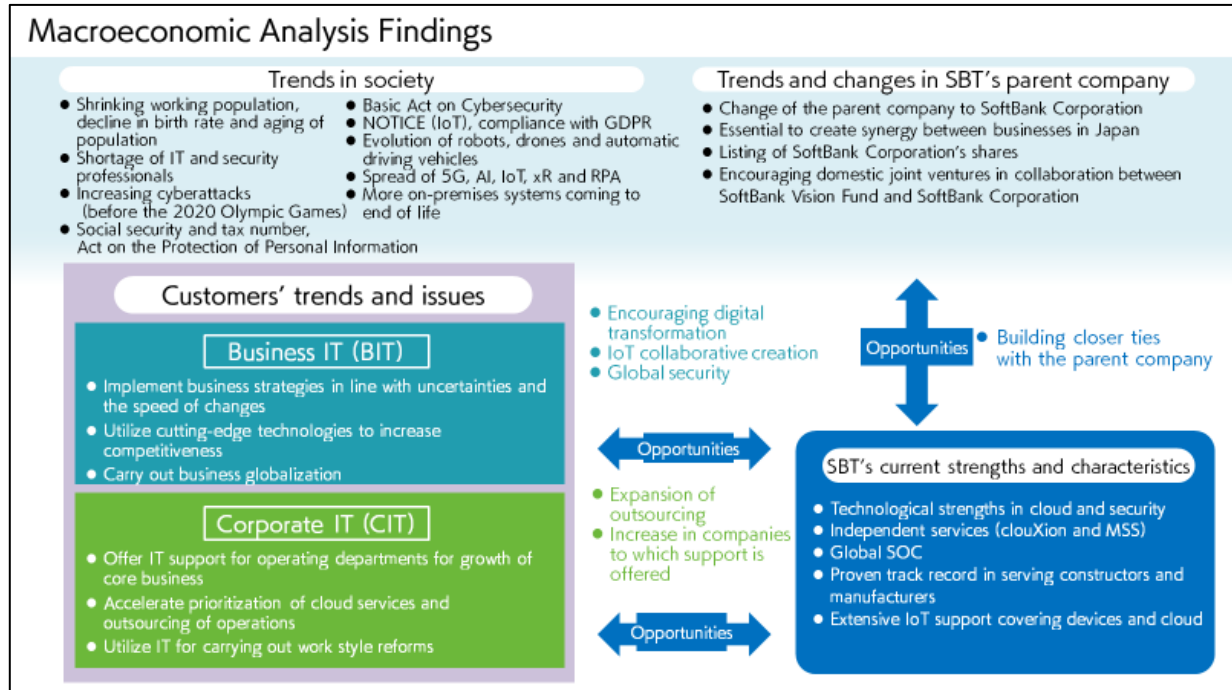 Macroeconomic Analysis Findings
Trends in society
● Shrinking working population,
decline in birth rate and aging of
population
● Shortage of IT and security
professionals
● Increasing cyberattacks
(before the 2020 Olympic Games)
● Social security and tax number,
Act on the Protection of Personal Information
● Basic Act on Cybersecurity
● NOTICE (IoT), compliance with GDPR
● Evolution of robots, drones and automatic
driving vehicles
● Spread of 5G, AI, IoT, xR and RPA
● More on-premises systems coming to
end of life
Trends and changes in SBT's parent company
● Change of the parent company to SoftBank Corporation
● Essential to create synergy between businesses in Japan
● Listing of SoftBank Corporation's shares
● Encouraging domestic joint ventures in collaboration between
SoftBank Vision Fund and SoftBank Corporation
Customers' trends and issues
Business IT (BIT)
● Implement business strategies in line with uncertainties and
the speed of changes
● Utilize cutting-edge technologies to increase
competitiveness
● Carry out business globalization
Corporate IT (CIT)
● Offer IT support for operating departments for growth of
core business
● Accelerate prioritization of cloud services and
outsourcing of operations
● Utilize IT for carrying out work style reforms
● Encouraging digital
transformation
● IoT collaborative creation
● Global security
Opportunities
● Expansion of
outsourcing
● Increase in companies
to which support is
offered
Opportunities
Opportunities
● Building closer ties
with the parent company
SBT's current strengths and characteristics
● Technological strengths in cloud and security
● Independent services (clouXion and MSS)
● Global SOC
● Proven track record in serving constructors and
manufacturers
● Extensive IoT support covering devices and cloud